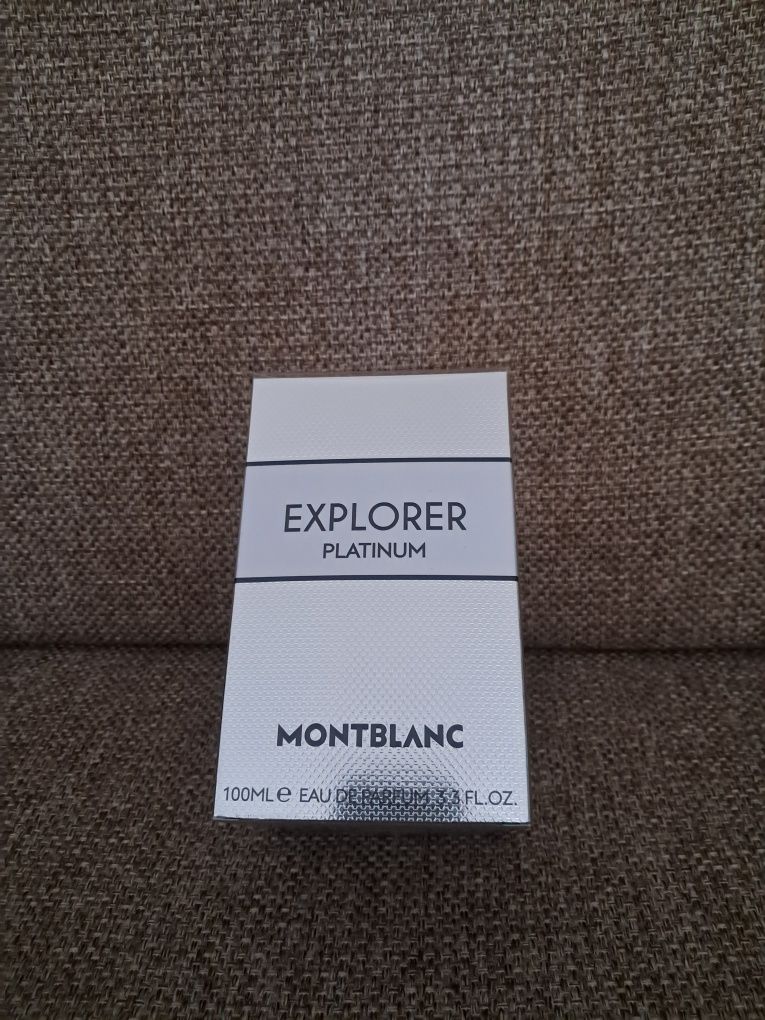 EXPLORER
PLATINUM
MONTBLANC
100ML℮ EAU DE PARFUM 3.3 FL.OZ.